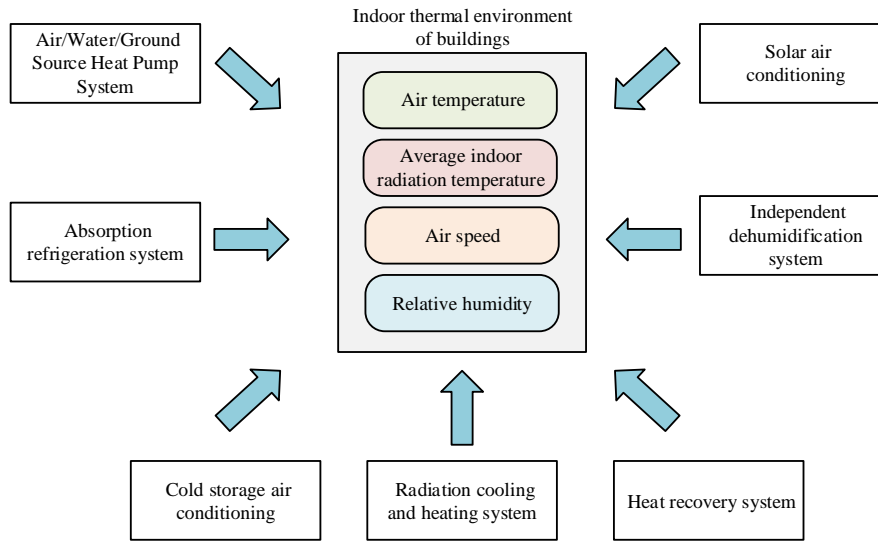 Indoor thermal environment
of buildings
Air/Water/Ground
Source Heat Pump
System
Air temperature
Solar air
conditioning
Average indoor
radiation temperature
Absorption
refrigeration system
Air speed
Independent
dehumidification
system
Relative humidity
Cold storage air
conditioning
Radiation cooling
and heating system
Heat recovery system